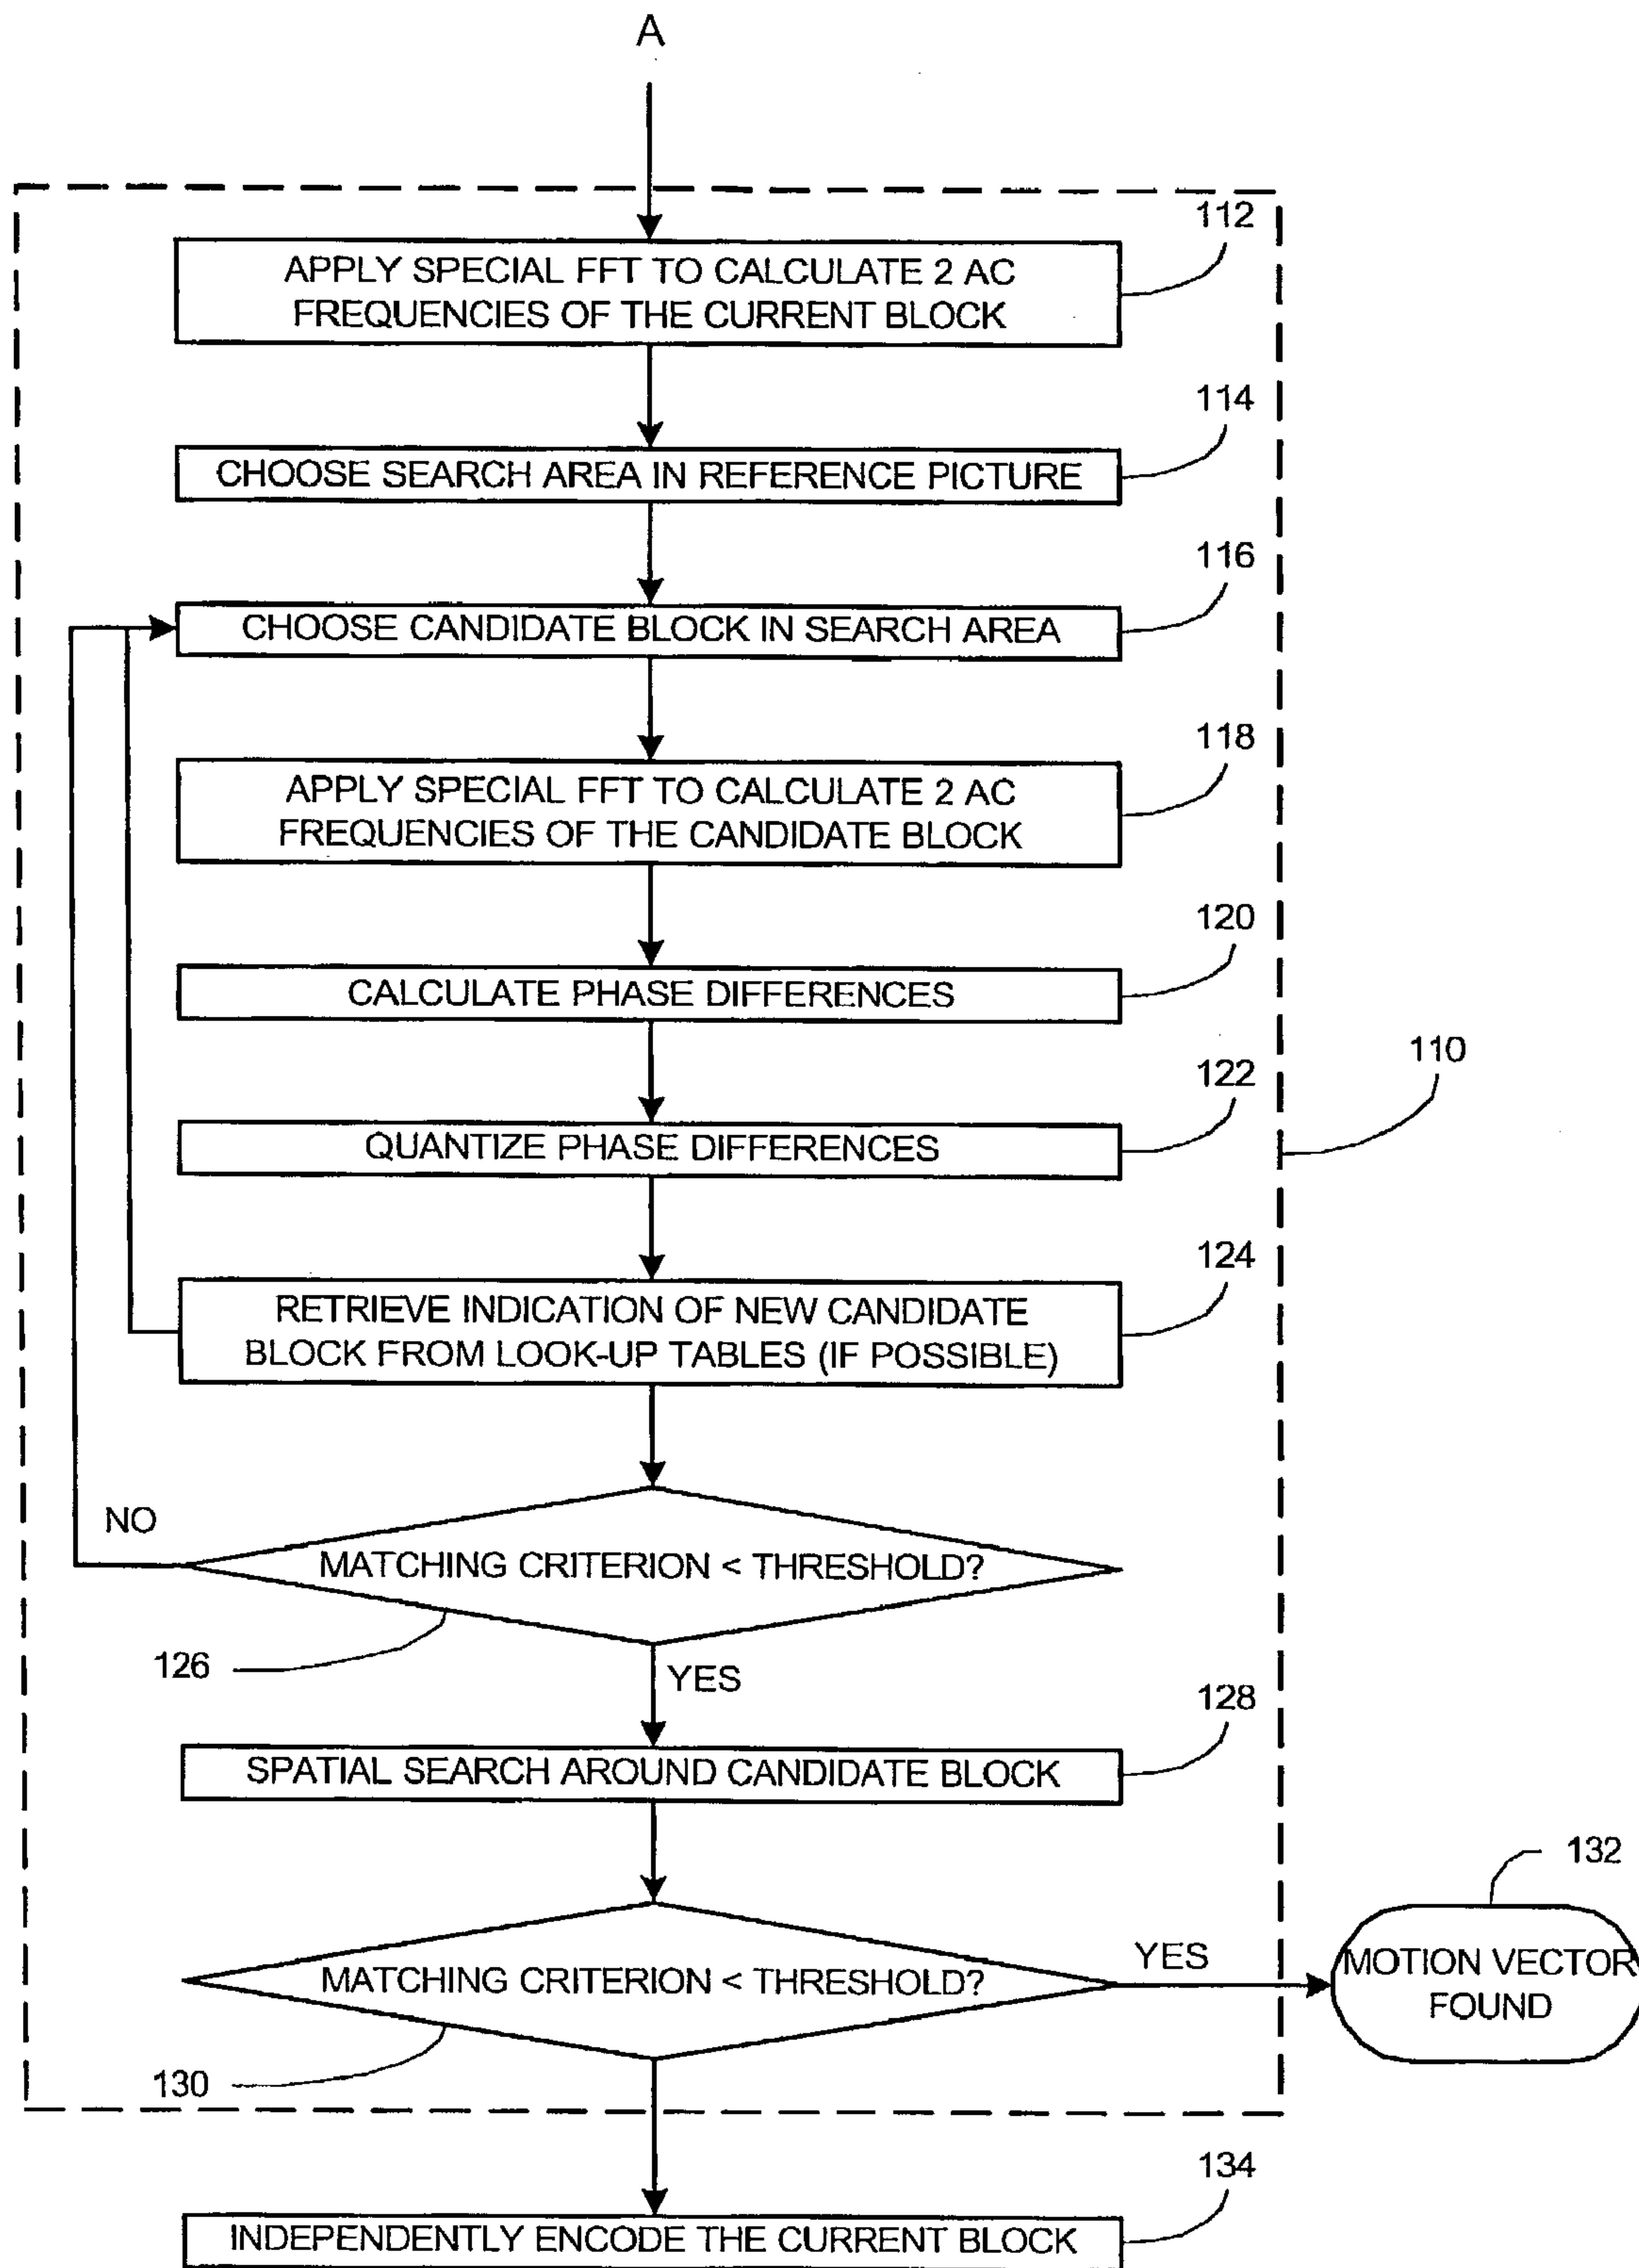 A
112
APPLY SPECIAL FFT TO CALCULATE 2 AC
FREQUENCIES OF THE CURRENT BLOCK
114
CHOOSE SEARCH AREA IN REFERENCE PICTURE
116
CHOOSE CANDIDATE BLOCK IN SEARCH AREA
118
APPLY SPECIAL FFT TO CALCULATE 2 AC
FREQUENCIES OF THE CANDIDATE BLOCK
120
CALCULATE PHASE DIFFERENCES
110
122
QUANTIZE PHASE DIFFERENCES
124
RETRIEVE INDICATION OF NEW CANDIDATE
BLOCK FROM LOOK-UP TABLES (IF POSSIBLE)
NO
MATCHING CRITERION < THRESHOLD?
126
YES
128
SPATIAL SEARCH AROUND CANDIDATE BLOCK
132
YES
MATCHING CRITERION < THRESHOLD?
MOTION VECTOR
FOUND
130
134
INDEPENDENTLY ENCODE THE CURRENT BLOCK